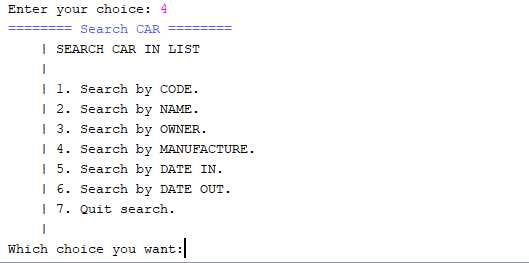 Enter your choice: 4
======== Search CAR ========
| SEARCH CAR IN LIST
|
| 1. Search by CODE.
| 2. Search by NAME.
| 3. Search by OWNER.
| 4. Search by MANUFACTURE.
| 5. Search by DATE IN.
| 6. Search by DATE OUT.
| 7. Quit search.
|
Which choice you want: